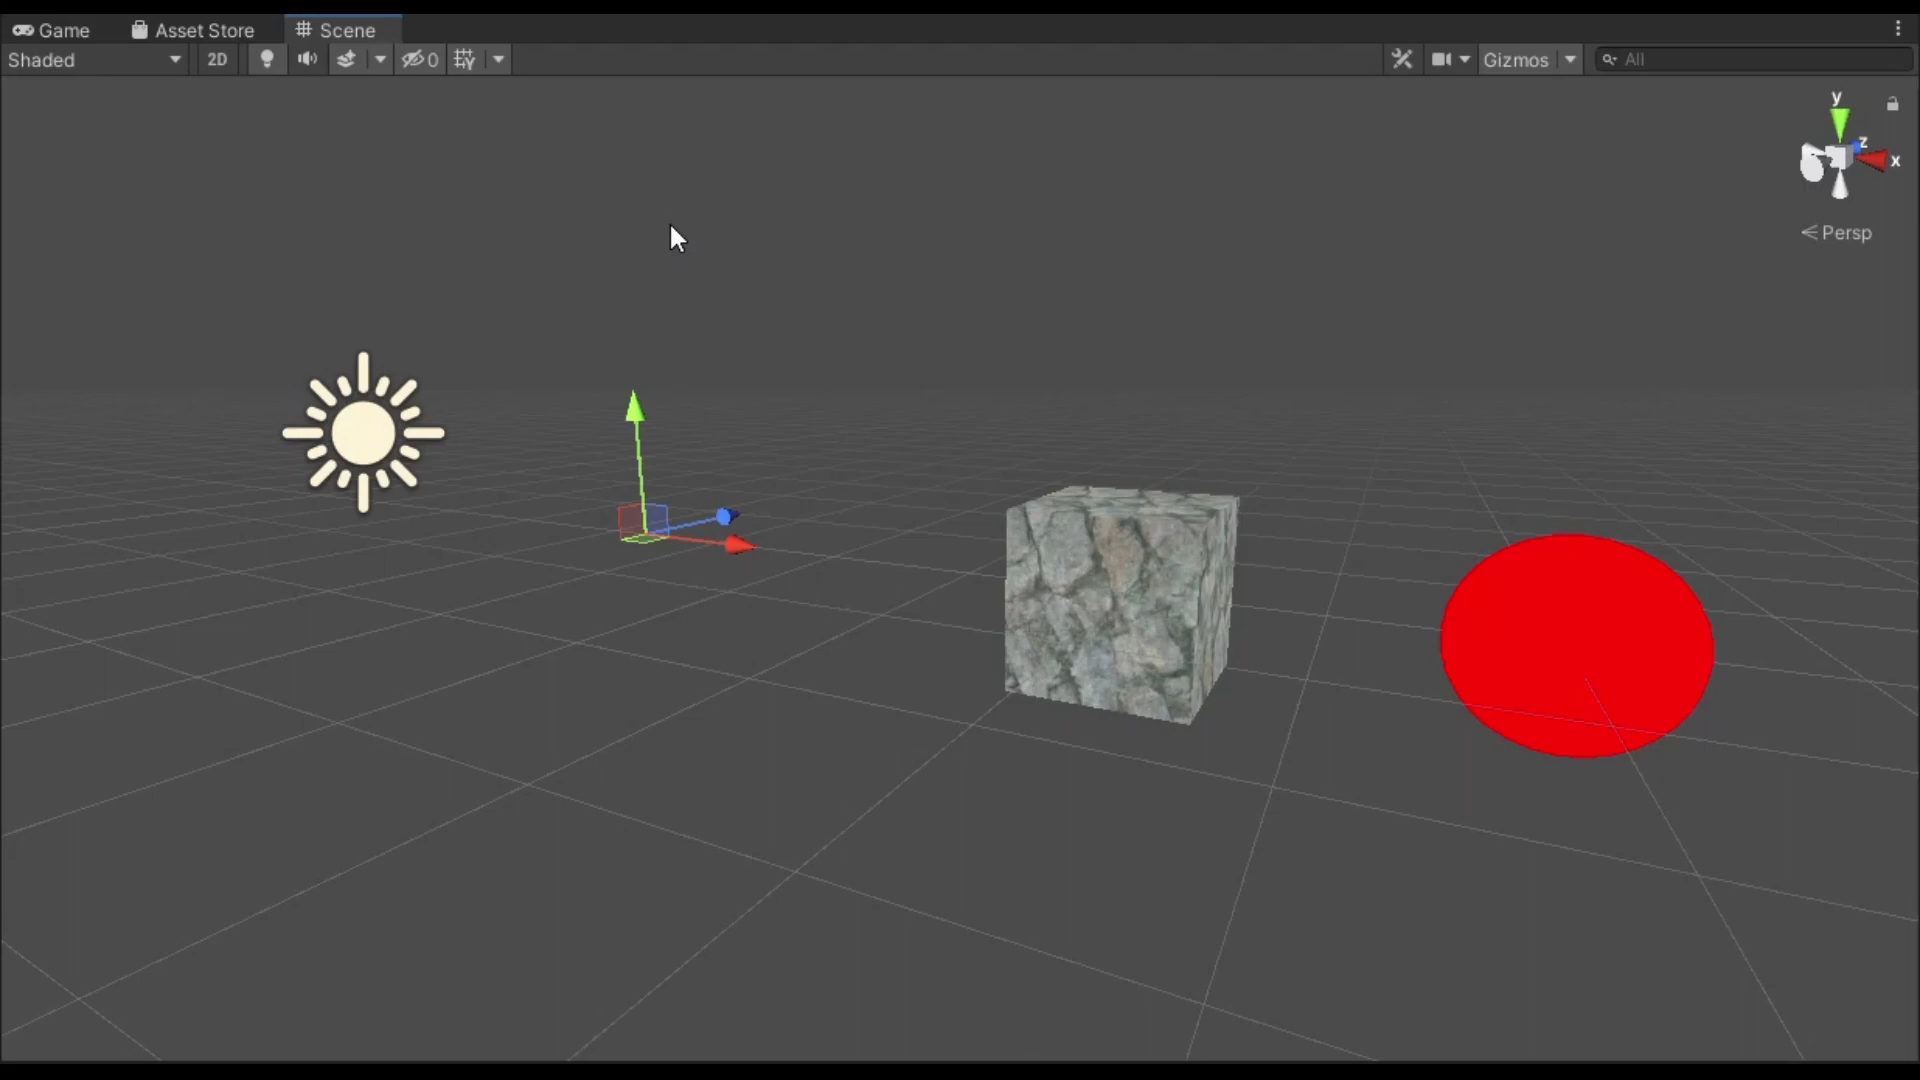 Game Asset Store Scene
Shaded 2D 0 Gizmos All
y
z
x
Persp